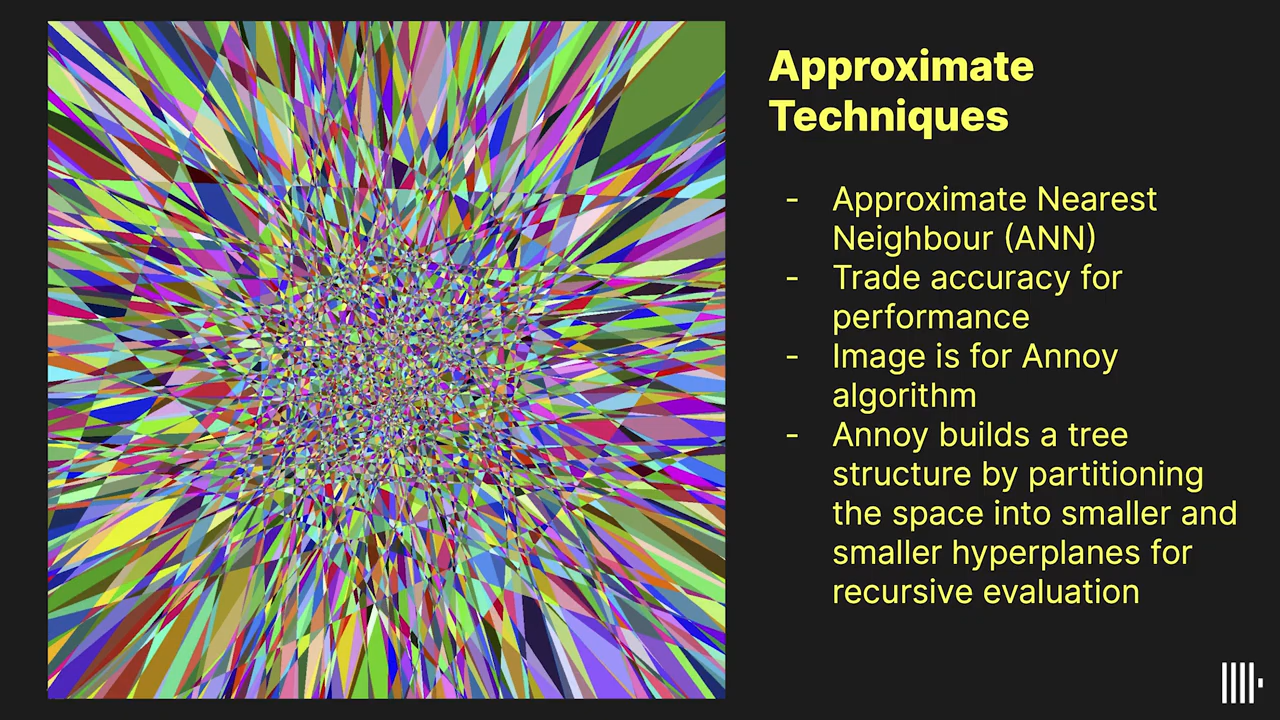 Approximate
Techniques
- Approximate Nearest
Neighbour (ANN)
- Trade accuracy for
performance
- Image is for Annoy
algorithm
- Annoy builds a tree
structure by partitioning
the space into smaller and
smaller hyperplanes for
recursive evaluation